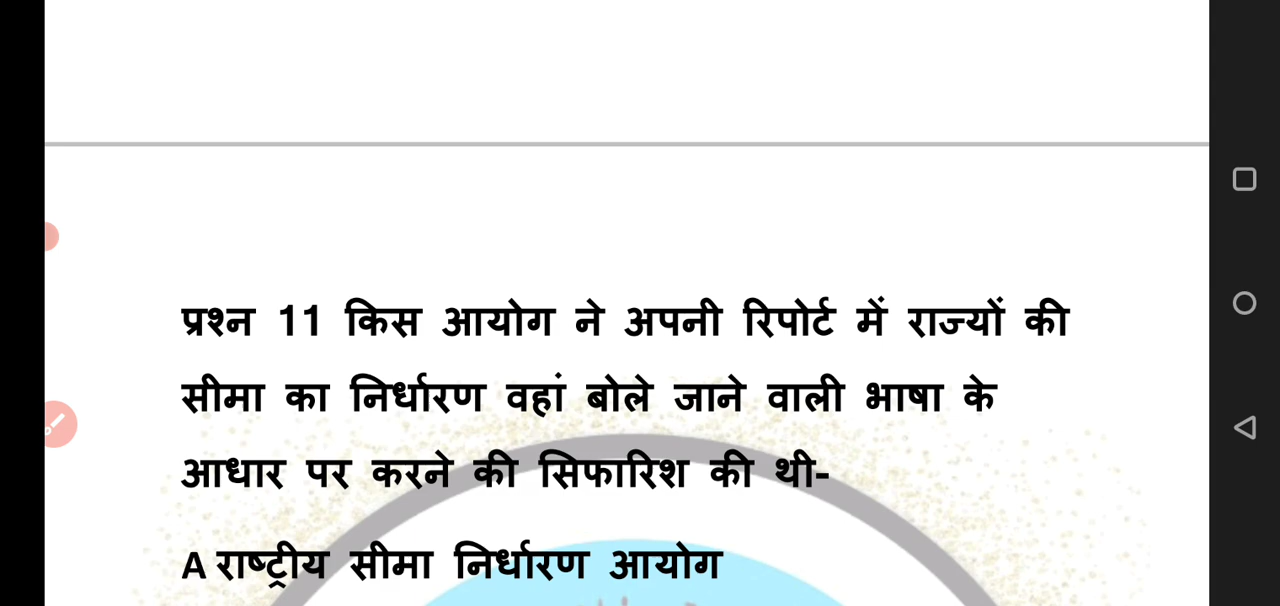 प्रश्न 11 किस आयोग ने अपनी रिपोर्ट में राज्यों की
सीमा का निर्धारण वहां बोले जाने वाली भाषा के
आधार पर करने की सिफारिश की थी-
A राष्ट्रीय सीमा निर्धारण आयोग